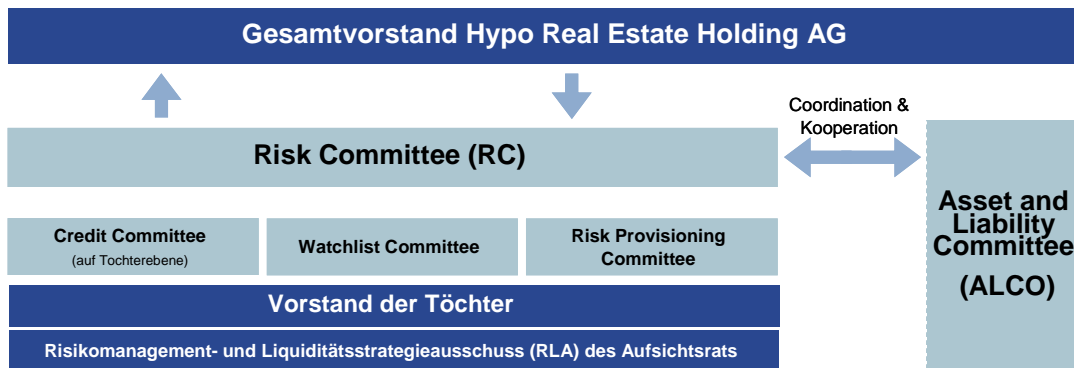 Gesamtvorstand Hypo Real Estate Holding AG
Coordination &
Kooperation
Risk Committee (RC)
Asset and
Liability
Committee
(ALCO)
Credit Committee
(auf Tochterebene)
Watchlist Committee
Risk Provisioning
Committee
Vorstand der Töchter
Risikomanagement- und Liquiditätsstrategieausschuss (RLA) des Aufsichtsrats